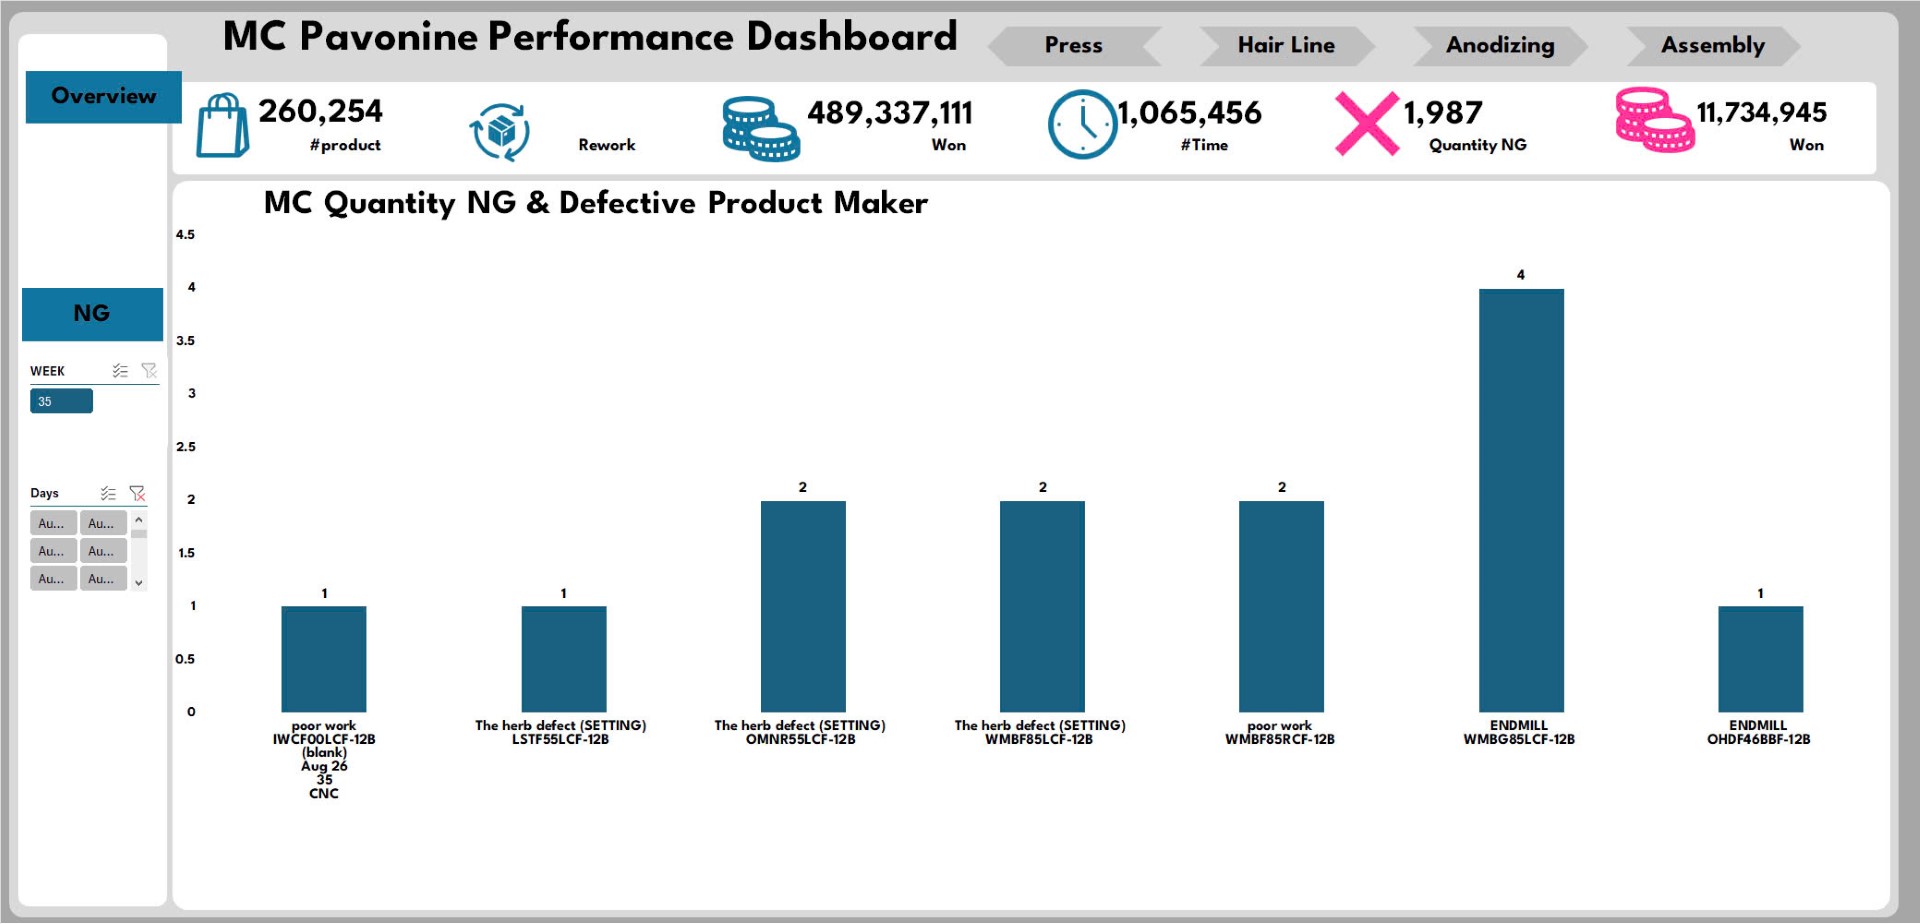 MC Pavonine Performance Dashboard
Press
Hair Line
Anodizing
Assembly
Overview
260,254
#product
Rework
489,337,111
Won
1,065,456
#Time
1,987
Quantity NG
11,734,945
Won
MC Quantity NG & Defective Product Maker
NG
WEEK
35
Days
Au... Au...
Au... Au...
Au... Au...
4.5
4
3.5
3
2.5
2
1.5
1
0.5
0
1
1
2
2
2
4
1
poor work
IWCF00LCF-12B
(blank)
Aug 26
35
CNC
The herb defect (SETTING)
LSTF55LCF-12B
The herb defect (SETTING)
OMNR55LCF-12B
The herb defect (SETTING)
WMBF85LCF-12B
poor work
WMBF85RCF-12B
ENDMILL
WMBG85LCF-12B
ENDMILL
OHDF46BBF-12B